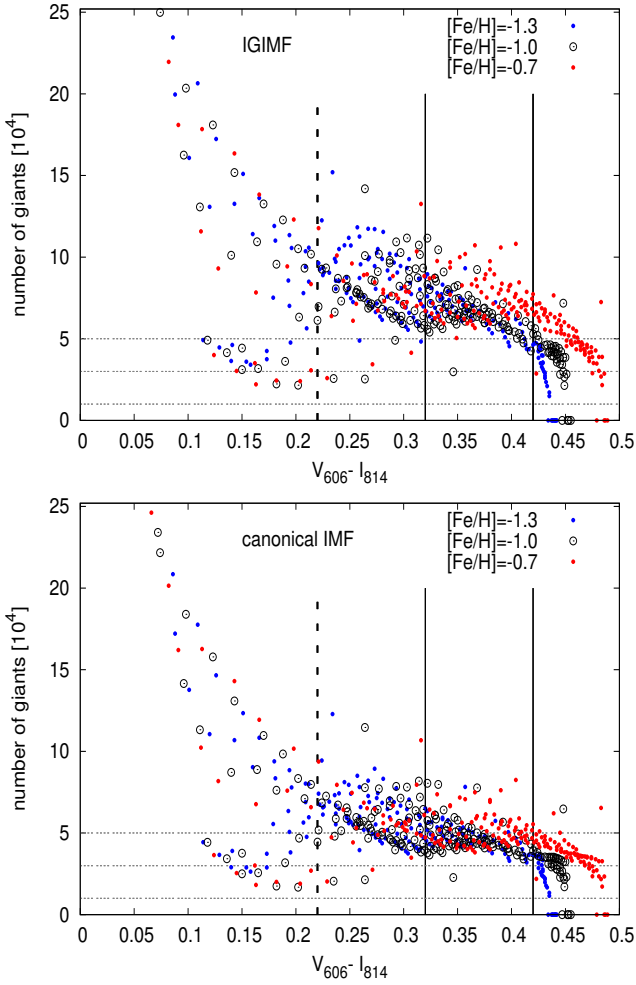 25
20
15
10
5
0
number of giants [10⁴]
IGIMF
[Fe/H]=-1.3
[Fe/H]=-1.0
[Fe/H]=-0.7
0 0.05 0.1 0.15 0.2 0.25 0.3 0.35 0.4 0.45 0.5
V₆₀₆- I₈₁₄
25
20
15
10
5
0
number of giants [10⁴]
canonical IMF
[Fe/H]=-1.3
[Fe/H]=-1.0
[Fe/H]=-0.7
0 0.05 0.1 0.15 0.2 0.25 0.3 0.35 0.4 0.45 0.5
V₆₀₆- I₈₁₄